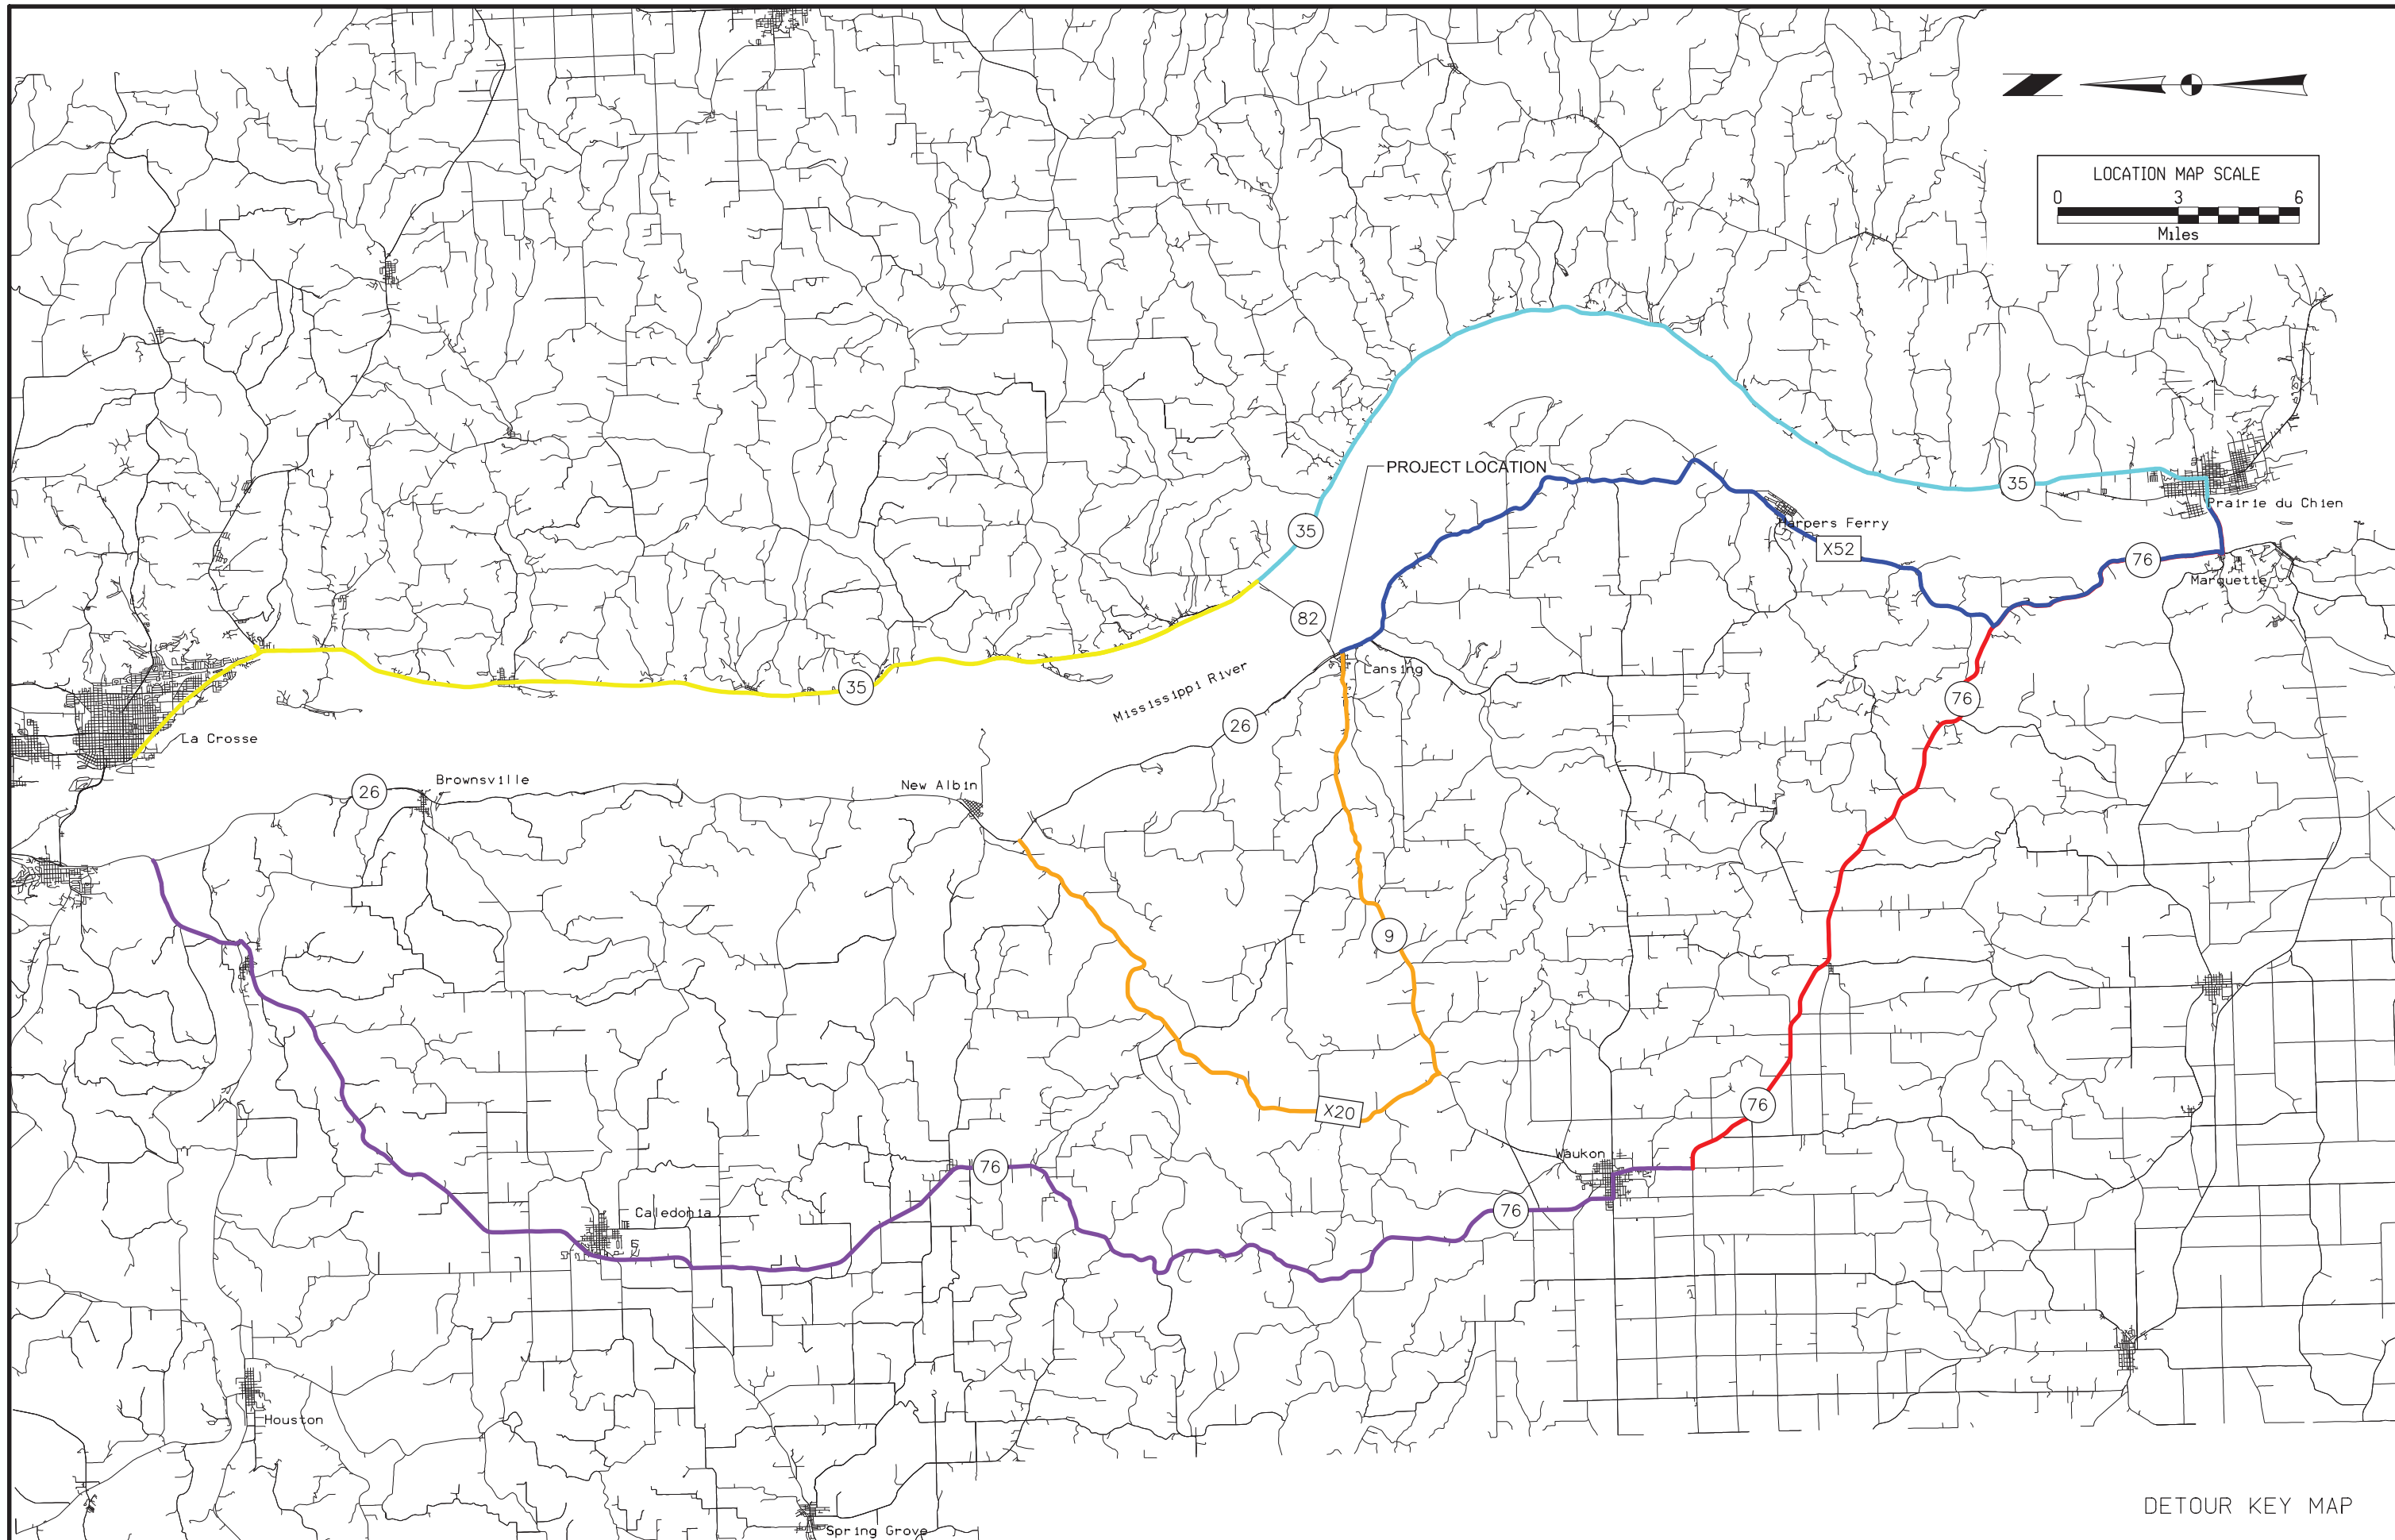 LOCATION MAP SCALE
0 3 6
Miles
PROJECT LOCATION
35
35
Prairie du Chien
Harpers Ferry
X52
76
Marquette
82
Lansing
Mississippi River
35
76
26
La Crosse
26
Brownsville
New Albin
9
X20
76
Waukon
76
76
Caledonia
Houston
Spring Grove
DETOUR KEY MAP